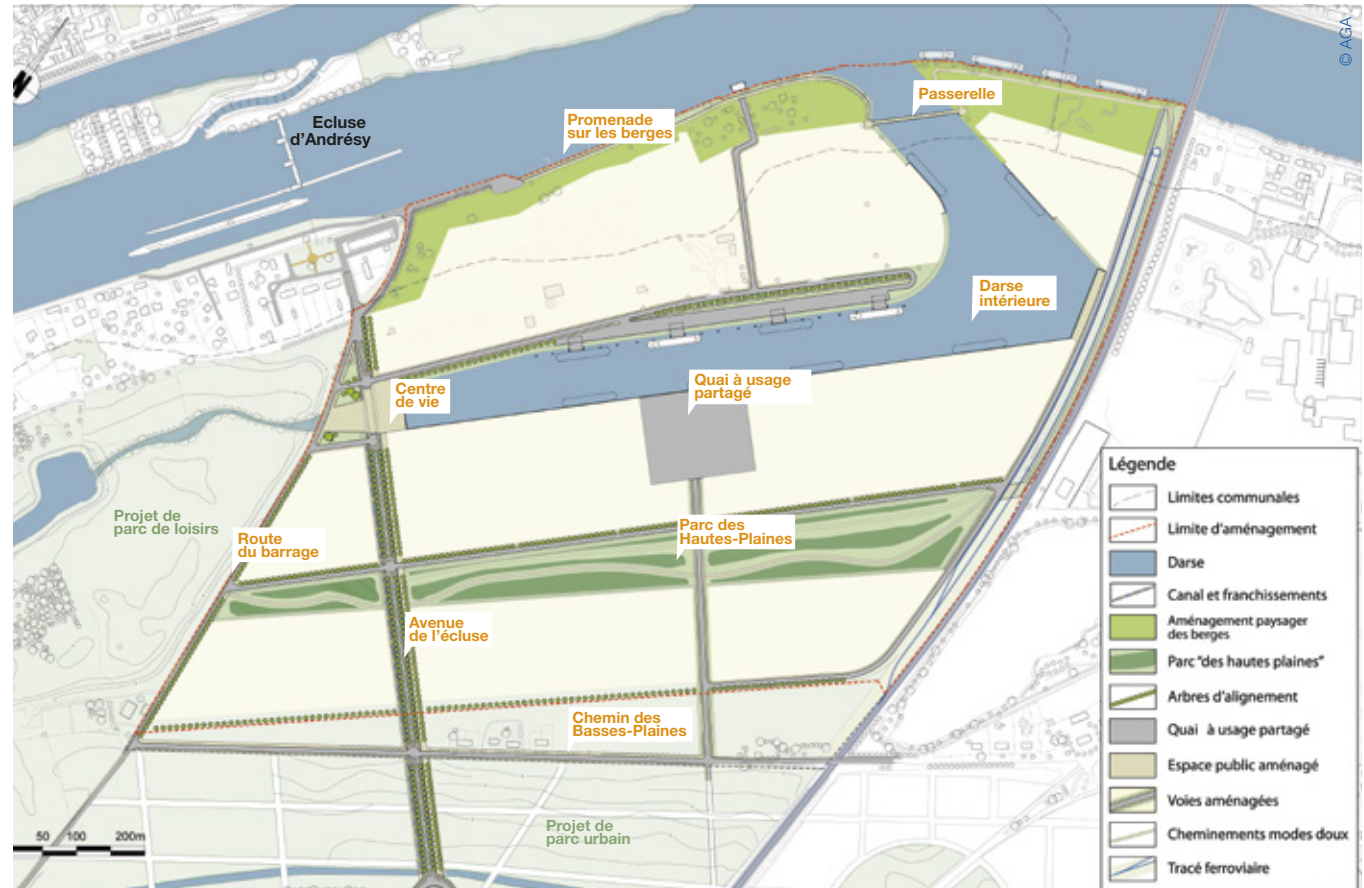 © AGA
N
Passerelle
Promenade
sur les berges
Ecluse
d'Andrésy
Darse
intérieure
Centre
de vie
Quai à usage
partagé
Projet de
parc de loisirs
Route
du barrage
Parc des
Hautes-Plaines
Avenue
de l'écluse
Chemin des
Basses-Plaines
Projet de
parc urbain
50 100 200m
Légende
Limites communales
Limite d'aménagement
Darse
Canal et franchissements
Aménagement paysager
des berges
Parc "des hautes plaines"
Arbres d'alignement
Quai à usage partagé
Espace public aménagé
Voies aménagées
Cheminements modes doux
Tracé ferroviaire